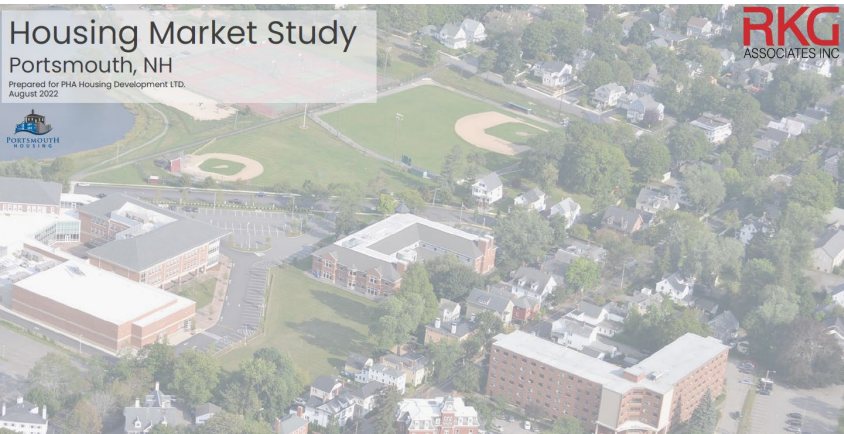 Housing Market Study
Portsmouth, NH
Prepared for PHA Housing Development LTD.
August 2022
PORTSMOUTH
HOUSING
RKG
ASSOCIATES INC